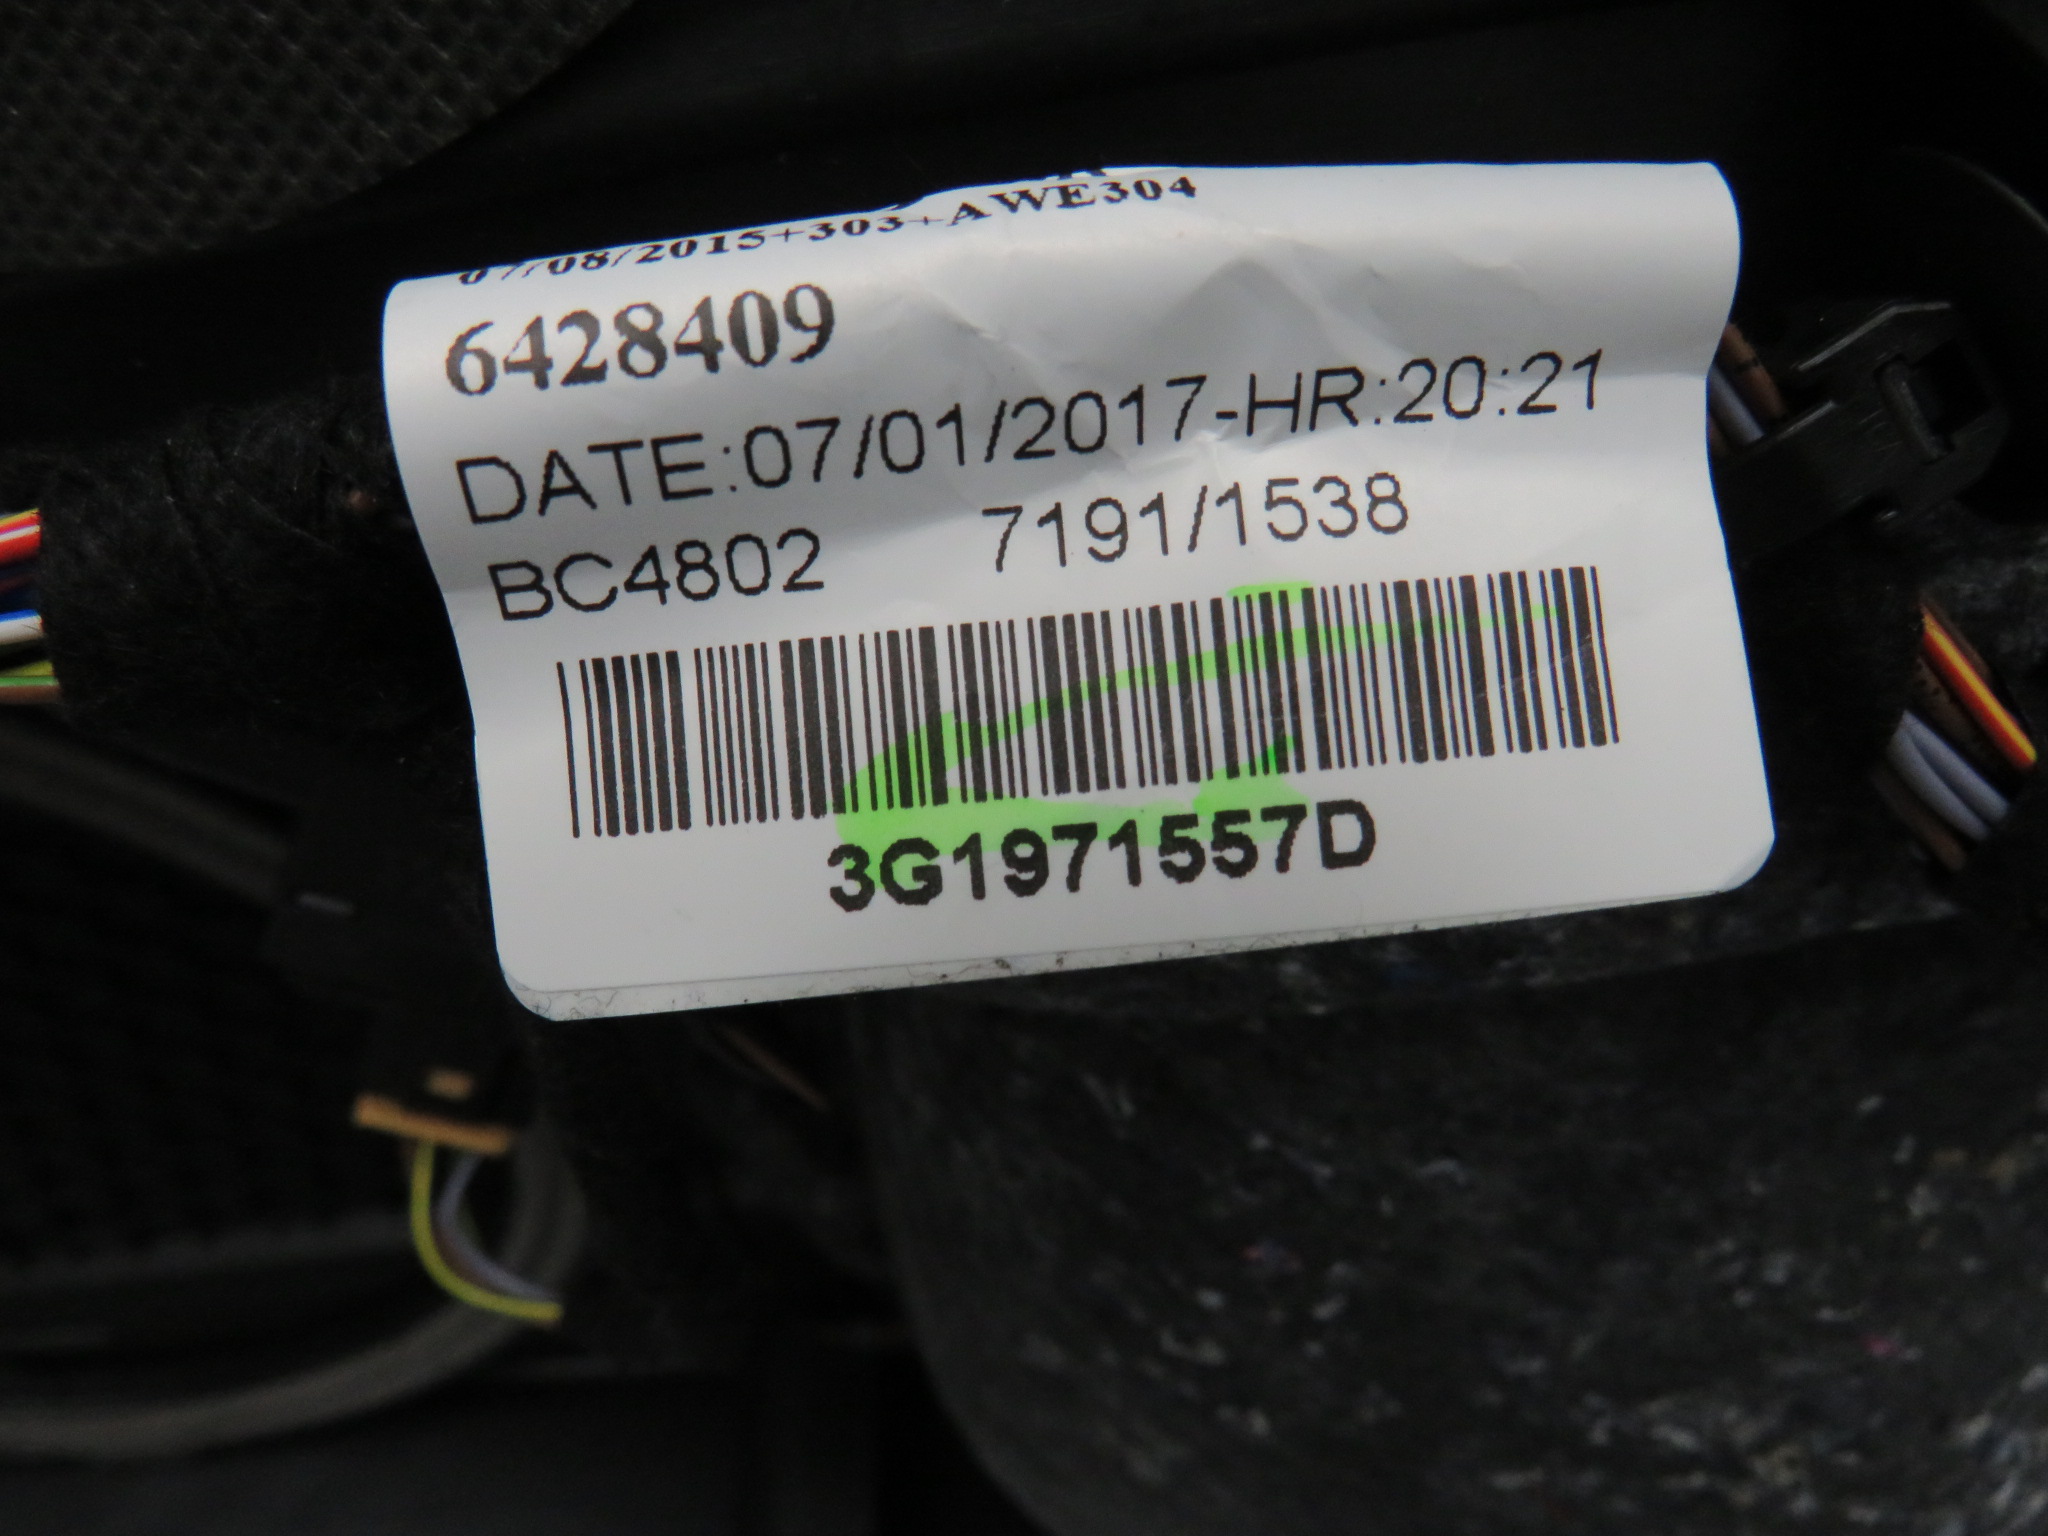 07/08/2015+303+AWE304
6428409
DATE:07/01/2017-HR:20:21
BC4802 7191/1538
3G1971557D